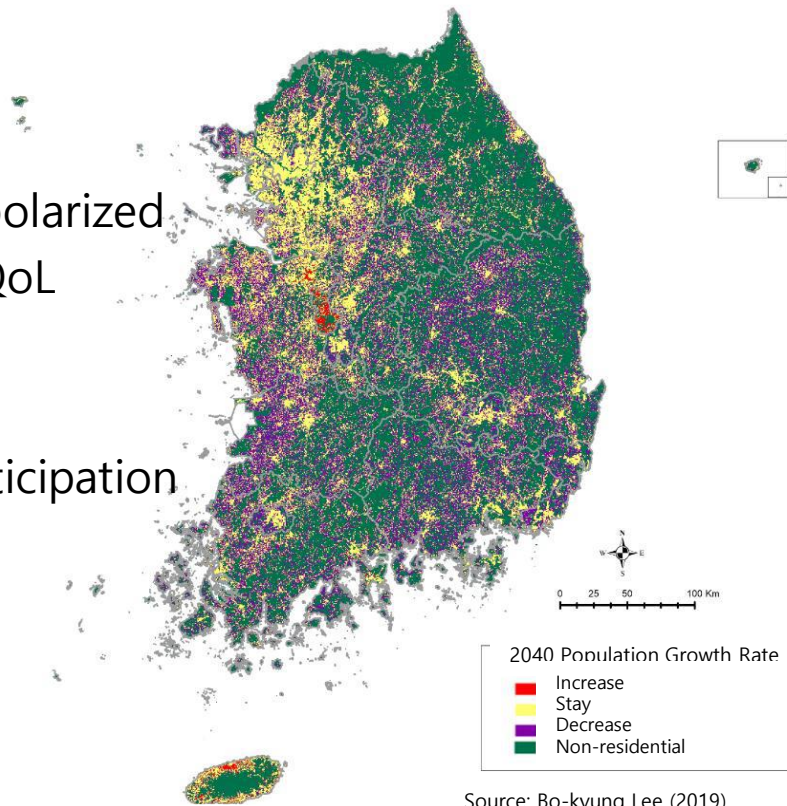 olarized
QoL
ticipation
N
W E
S
0 25 50 100 Km
2040 Population Growth Rate
Increase
Stay
Decrease
Non-residential
Source: Bo-kyung Lee (2019)